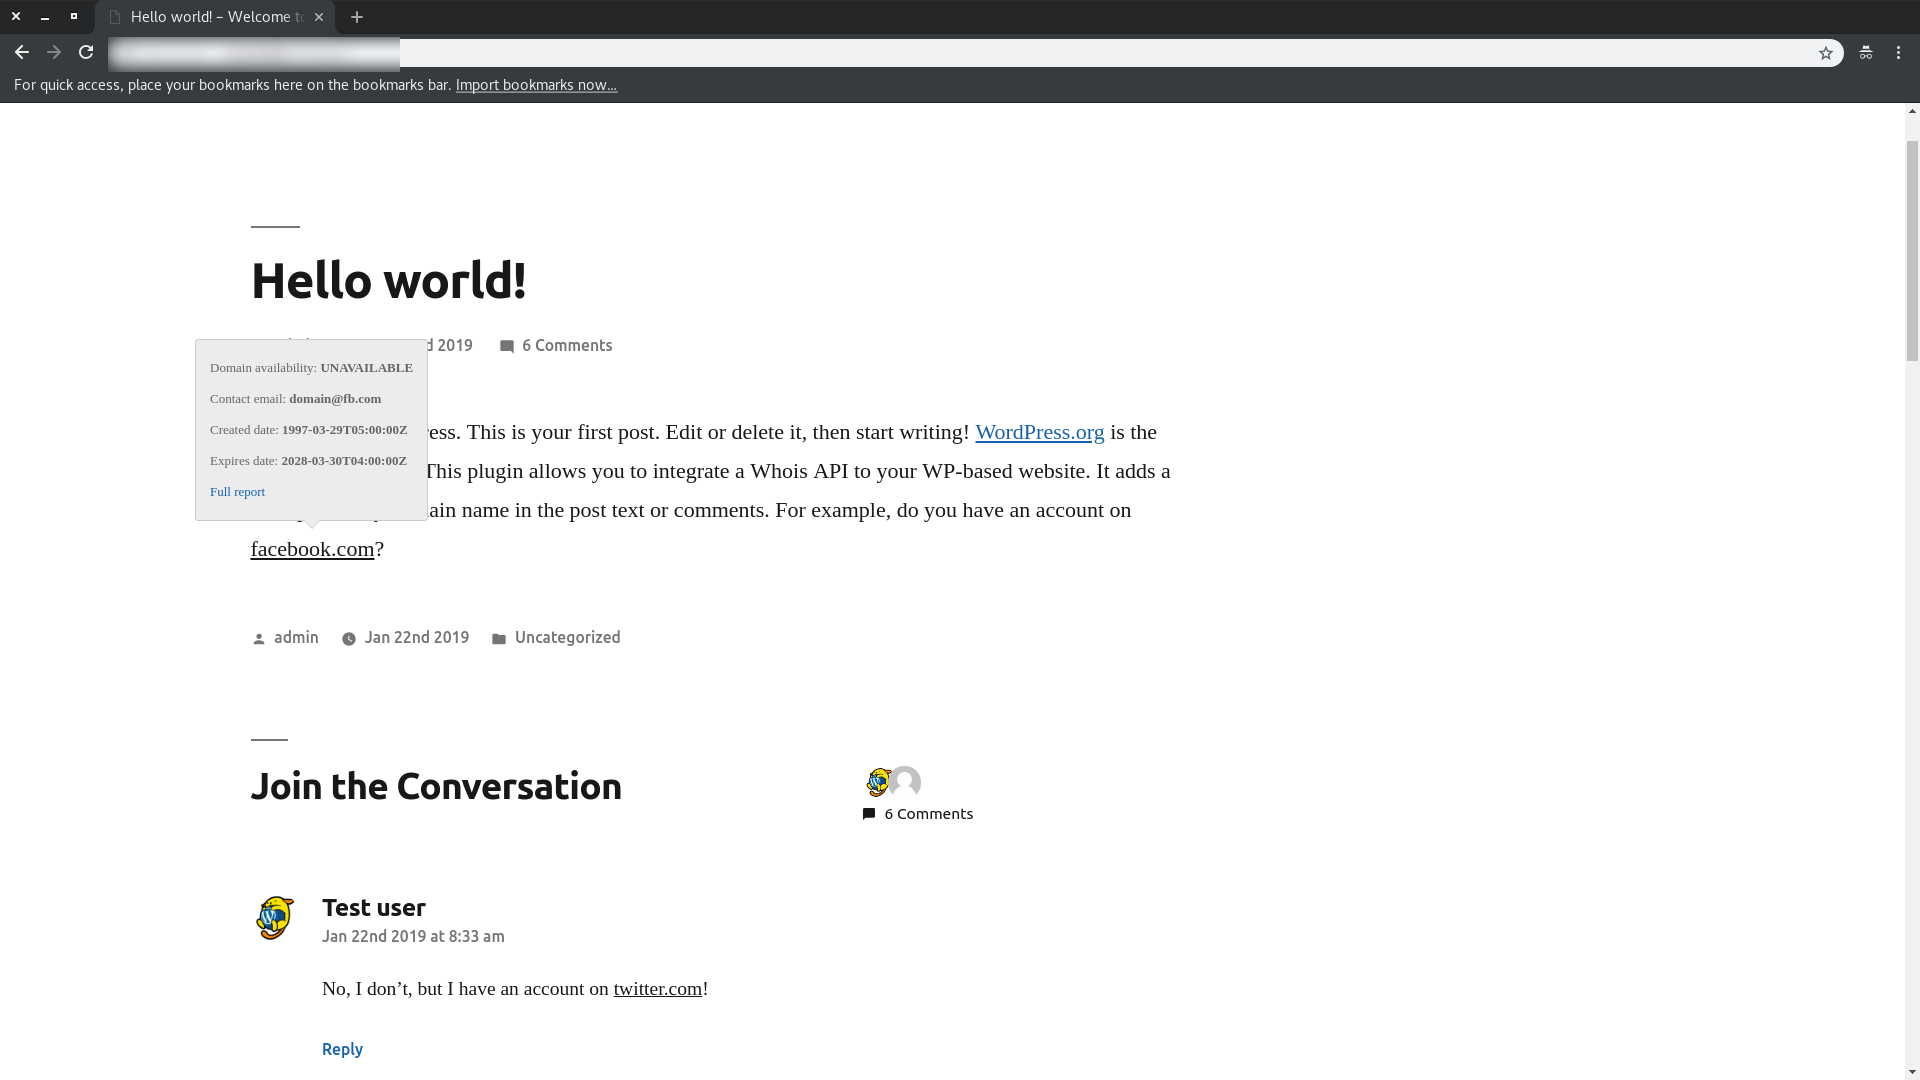 Hello world! – Welcome to
For quick access, place your bookmarks here on the bookmarks bar. Import bookmarks now...
Hello world!
2019
6 Comments
Domain availability: UNAVAILABLE
Contact email: domain@fb.com
Created date: 1997-03-29T05:00:00Z
Expires date: 2028-03-30T04:00:00Z
Full report
ress. This is your first post. Edit or delete it, then start writing! WordPress.org is the
This plugin allows you to integrate a Whois API to your WP-based website. It adds a
ain name in the post text or comments. For example, do you have an account on
facebook.com?
admin
Jan 22nd 2019
Uncategorized
Join the Conversation
6 Comments
Test user
Jan 22nd 2019 at 8:33 am
No, I don’t, but I have an account on twitter.com!
Reply